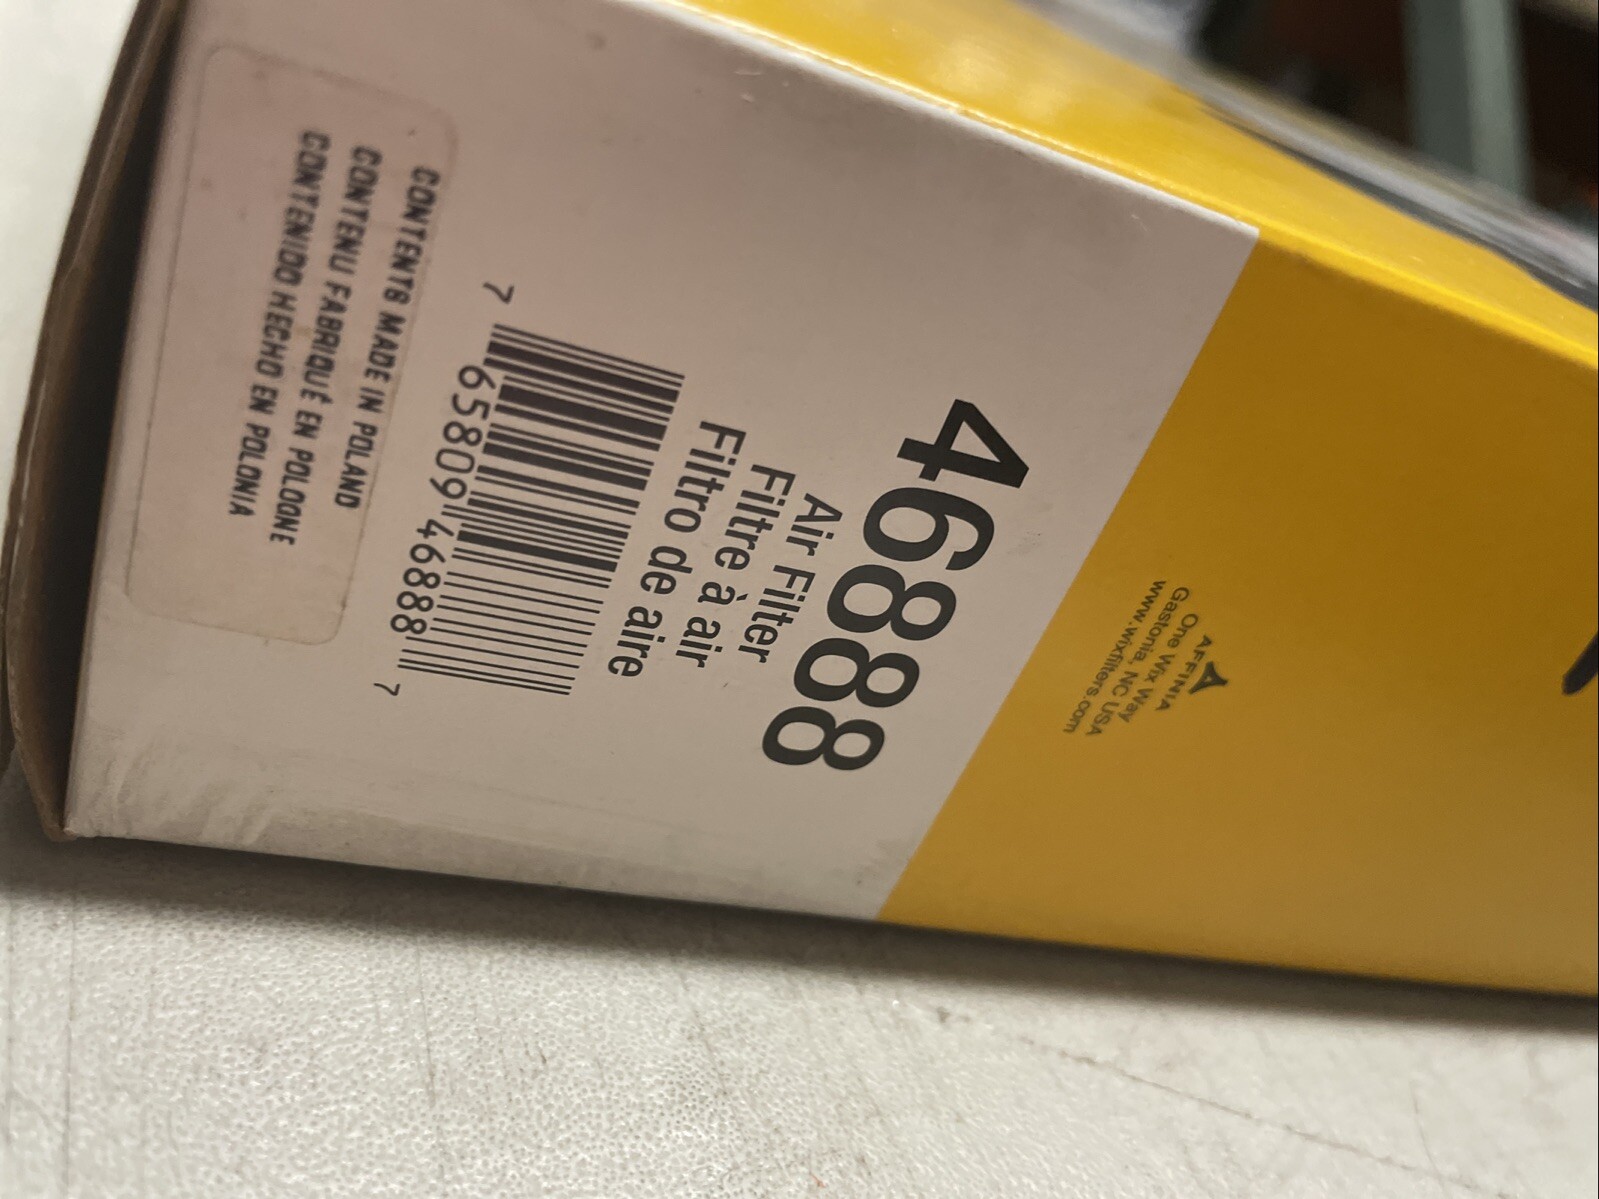 AFFINIA
One Wix Way
Gastonia, NC USA
www.wixfilters.com
46888
Air Filter
Filtre à air
Filtro de aire
7 65809 46888 7
CONTENTS MADE IN POLAND
CONTENU FABRIQUÉ EN POLOGNE
CONTENIDO HECHO EN POLONIA